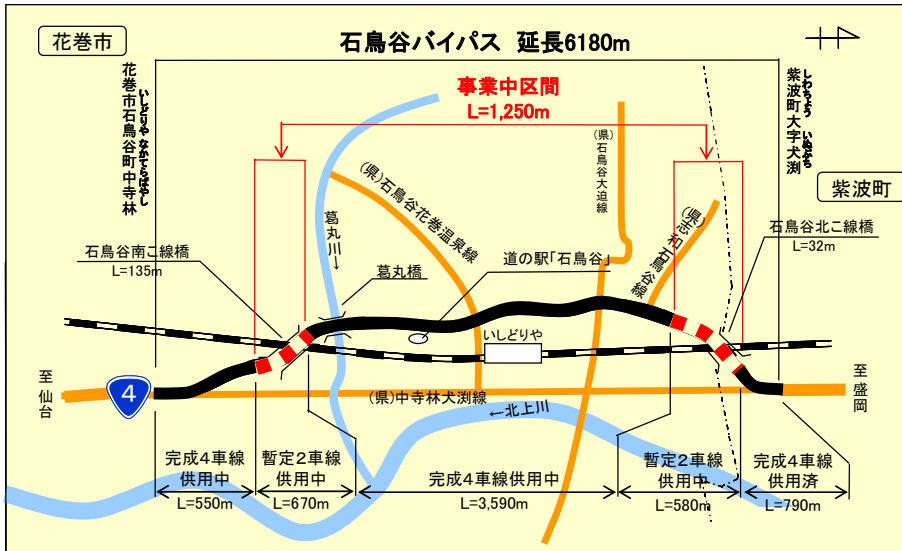 花巻市
石鳥谷バイパス 延長6180m
事業中区間
L=1,250m
花巻市石鳥谷町中寺林
いしどりや なかてらばやし
紫波町大字犬渕
しわちょう いぬぶち
紫波町
(県)石鳥谷大迫線
(県)石鳥谷花巻温泉線
(県)志和石鳥谷線
葛丸川→
石鳥谷南こ線橋
L=135m
葛丸橋
道の駅「石鳥谷」
石鳥谷北こ線橋
L=32m
いしどりや
至仙台
4
(県)中寺林犬渕線
←北上川
至盛岡
完成4車線
供用中
L=550m
暫定2車線
供用中
L=670m
完成4車線供用中
L=3,590m
暫定2車線
供用中
L=580m
完成4車線
供用済
L=790m